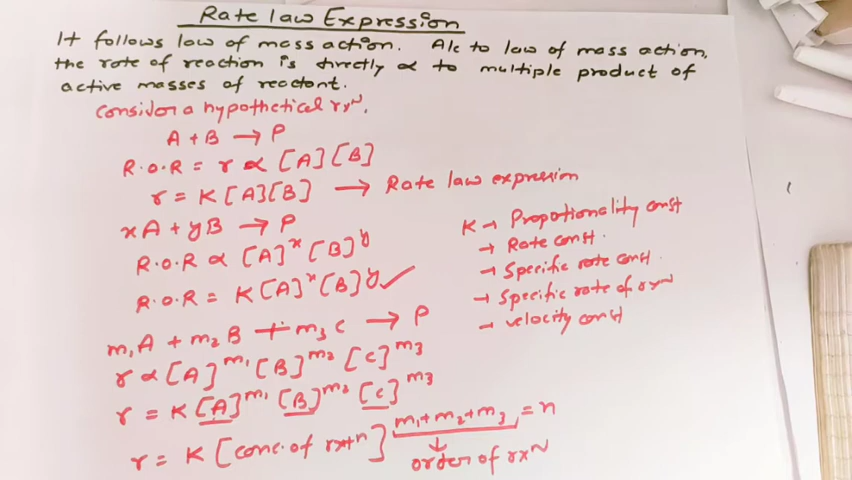 Rate law Expression
It follows law of mass action. Alc to law of mass action,
the rate of reaction is directly ∝ to multiple product of
active masses of reactant.
Consider a hypothetical rxⁿ.
A + B → P
R.O.R = r ∝ [A][B]
r = K[A][B] → Rate law expression
xA + yB → P
R.O.R ∝ [A]ˣ [B]ʸ
R.O.R = K[A]ˣ[B]ʸ ✓
K → Proportionality const
→ Rate const.
→ Specific rate const.
→ Specific rate of rxⁿ
→ velocity const
m₁A + m₂B + m₃C → P
r ∝ [A]^m₁ [B]^m₂ [C]^m₃
r = K[A]^m₁ [B]^m₂ [C]^m₃
r = K [conc. of rxtn]^m₁+m₂+m₃ = n
↓
order of rxⁿ